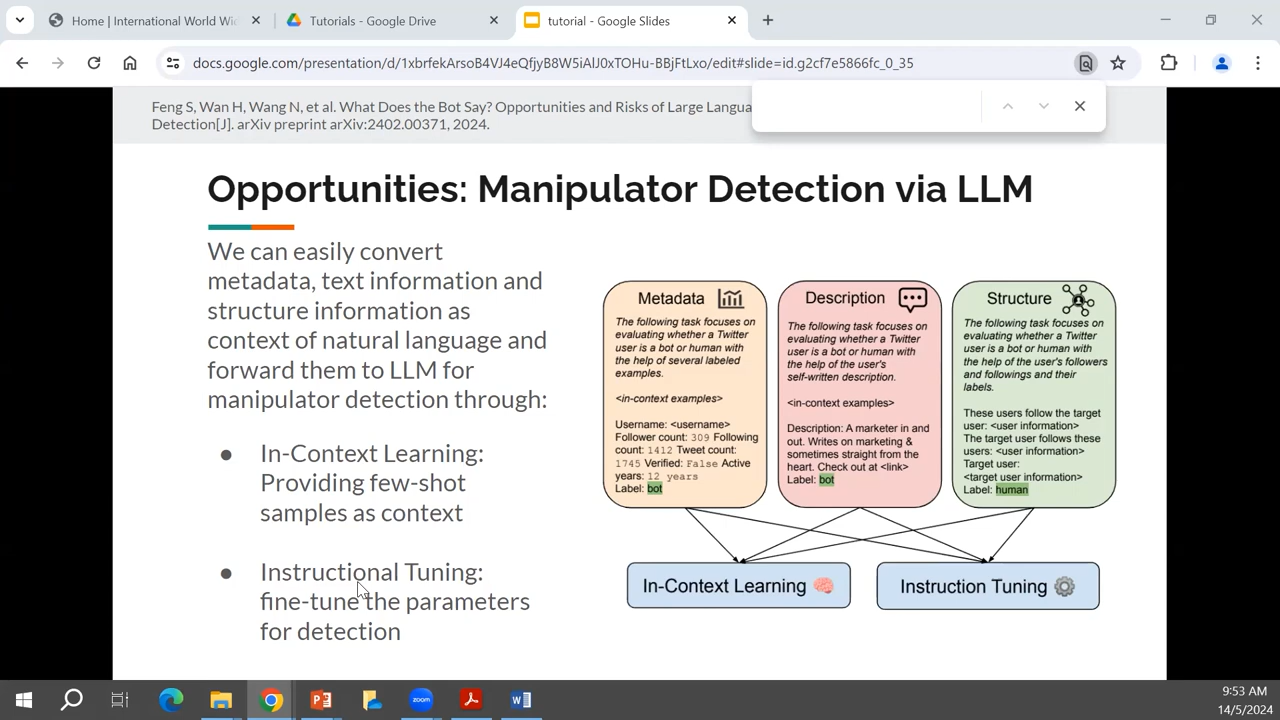 Home | International World Wi
Tutorials - Google Drive
tutorial - Google Slides
docs.google.com/presentation/d/1xbrfekArsoB4VJ4eQfjyB8W5iAlJ0xTOHu-BBjFtLxo/edit#slide=id.g2cf7e5866fc_0_35
Feng S, Wan H, Wang N, et al. What Does the Bot Say? Opportunities and Risks of Large Langua
Detection[J]. arXiv preprint arXiv:2402.00371, 2024.
Opportunities: Manipulator Detection via LLM
We can easily convert
metadata, text information and
structure information as
context of natural language and
forward them to LLM for
manipulator detection through:
● In-Context Learning:
Providing few-shot
samples as context
● Instructional Tuning:
fine-tune the parameters
for detection
Metadata
The following task focuses on
evaluating whether a Twitter
user is a bot or human with
the help of several labeled
examples.
<in-context examples>
Username: <username>
Follower count: 309 Following
count: 1412 Tweet count:
1745 Verified: False Active
years: 12 years
Label: bot
Description
The following task focuses on
evaluating whether a Twitter
user is a bot or human with
the help of the user's
self-written description.
<in-context examples>
Description: A marketer in and
out. Writes on marketing &
sometimes straight from the
heart. Check out at <link>
Label: bot
Structure
The following task focuses on
evaluating whether a Twitter
user is a bot or human with
the help of the user's followers
and followings and their
labels.
These users follow the target
user: <user information>
The target user follows these
users: <user information>
Target user:
<target user information>
Label: human
In-Context Learning
Instruction Tuning
zoom
9:53 AM
14/5/2024